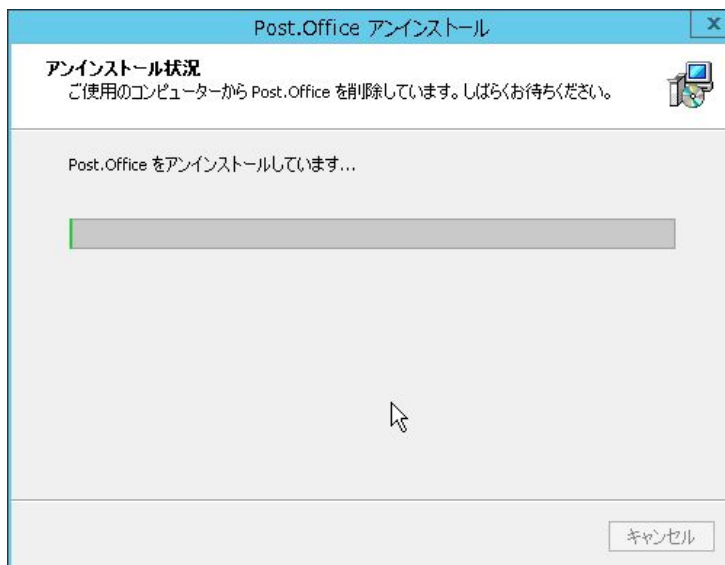 Post.Office アンインストール
x
アンインストール状況
ご使用のコンピューターから Post.Office を削除しています。しばらくお待ちください。
Post.Office をアンインストールしています...
キャンセル